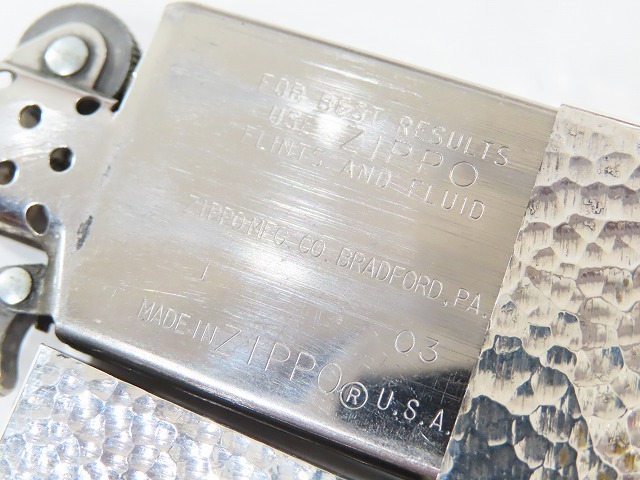 FOR BEST RESULTS
USE ZIPPO
FLINTS AND FLUID
ZIPPO MFG. CO. BRADFORD, PA.
J 03
MADE IN ZIPPO® U.S.A.